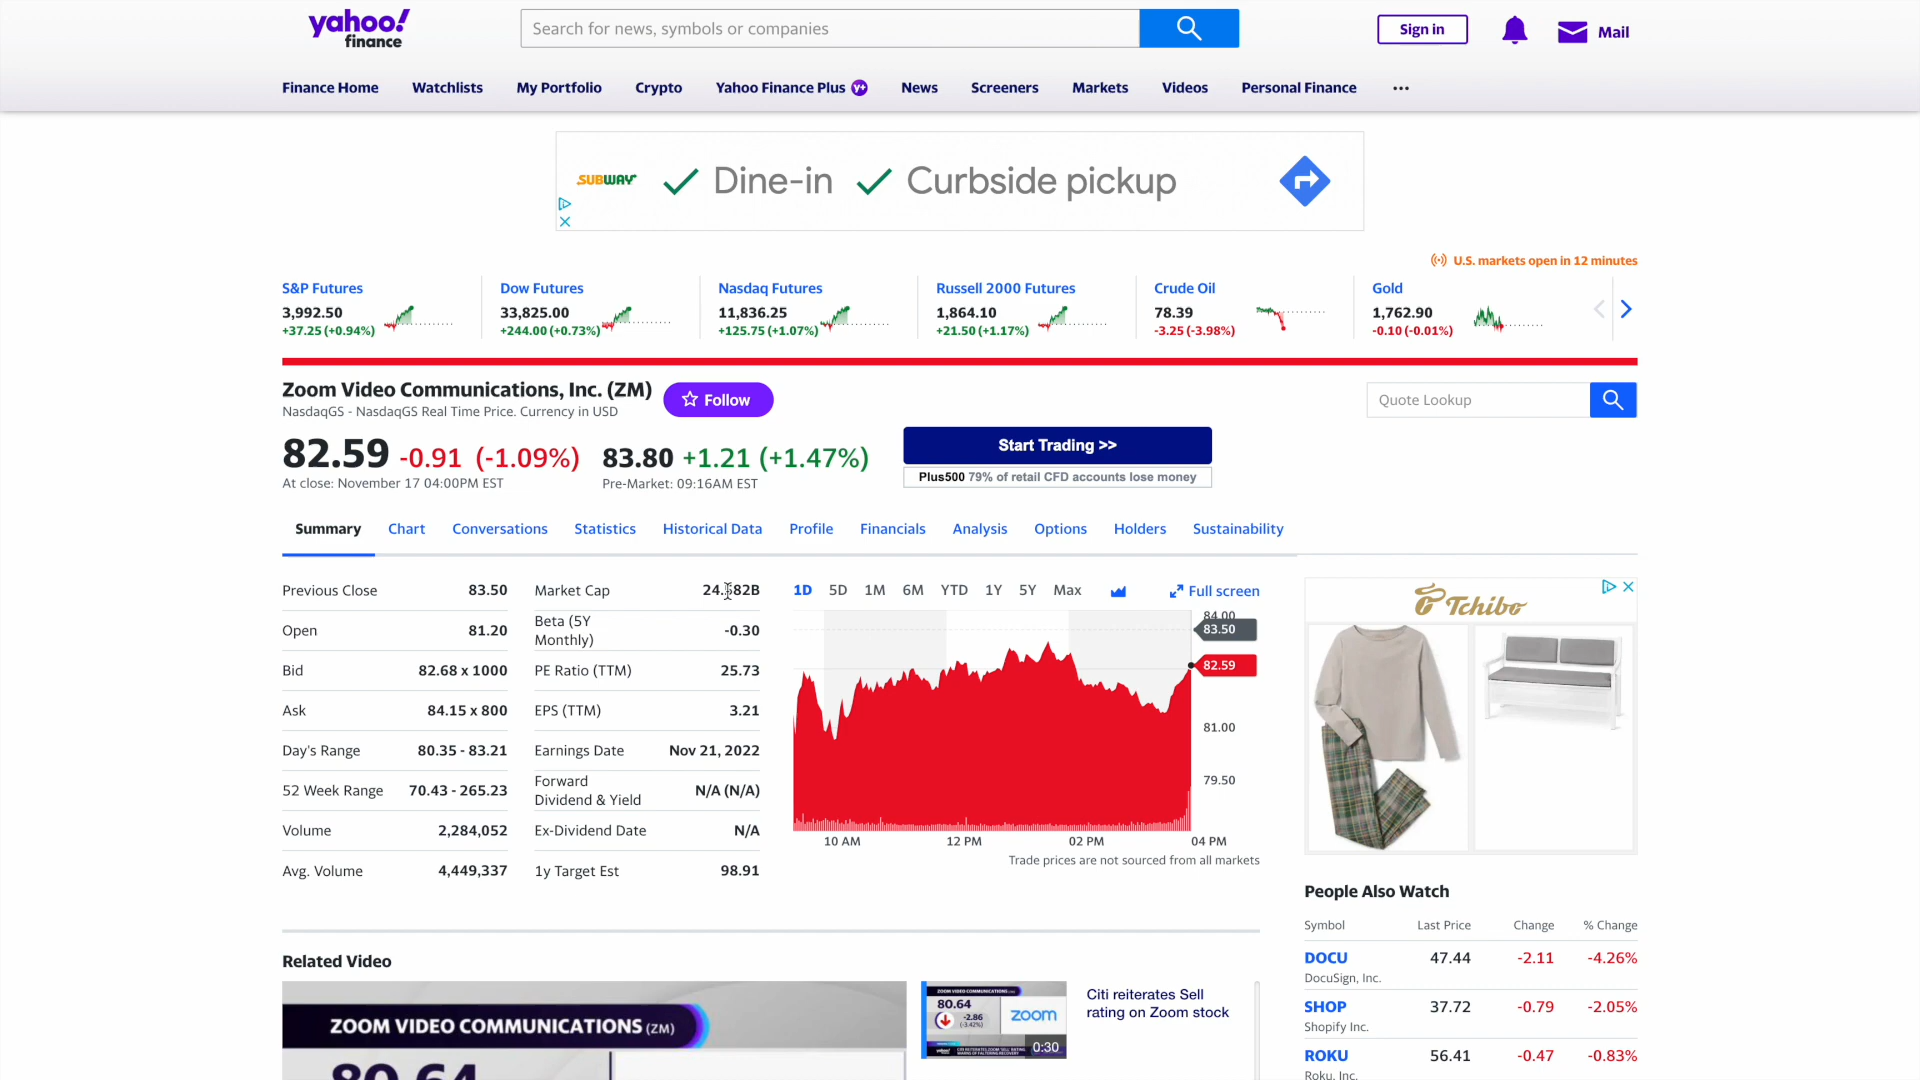 yahoo!
finance
Search for news, symbols or companies
Sign in
Mail
Finance Home
Watchlists
My Portfolio
Crypto
Yahoo Finance Plus
News
Screeners
Markets
Videos
Personal Finance
SUBWAY
Dine-in
Curbside pickup
U.S. markets open in 12 minutes
S&P Futures
3,992.50
+37.25 (+0.94%)
Dow Futures
33,825.00
+244.00 (+0.73%)
Nasdaq Futures
11,836.25
+125.75 (+1.07%)
Russell 2000 Futures
1,864.10
+21.50 (+1.17%)
Crude Oil
78.39
-3.25 (-3.98%)
Gold
1,762.90
-0.10 (-0.01%)
Zoom Video Communications, Inc. (ZM)
NasdaqGS - NasdaqGS Real Time Price. Currency in USD
Follow
Quote Lookup
82.59 -0.91 (-1.09%)
At close: November 17 04:00PM EST
83.80 +1.21 (+1.47%)
Pre-Market: 09:16AM EST
Start Trading >>
Plus500 79% of retail CFD accounts lose money
Summary
Chart
Conversations
Statistics
Historical Data
Profile
Financials
Analysis
Options
Holders
Sustainability
Previous Close 83.50
Open 81.20
Bid 82.68 x 1000
Ask 84.15 x 800
Day's Range 80.35 - 83.21
52 Week Range 70.43 - 265.23
Volume 2,284,052
Avg. Volume 4,449,337
Market Cap
Beta (5Y
Monthly) -0.30
PE Ratio (TTM) 25.73
EPS (TTM) 3.21
Earnings Date Nov 21, 2022
Forward
Dividend & Yield N/A (N/A)
Ex-Dividend Date N/A
1y Target Est 98.91
1D 5D 1M 6M YTD 1Y 5Y Max
Full screen
84.00
83.50
82.59
81.00
79.50
10 AM 12 PM 02 PM 04 PM
Trade prices are not sourced from all markets
Tchibo
People Also Watch
Symbol Last Price Change % Change
DOCU 47.44 -2.11 -4.26%
DocuSign, Inc.
SHOP 37.72 -0.79 -2.05%
Shopify Inc.
ROKU 56.41 -0.47 -0.83%
Roku, Inc.
Related Video
ZOOM VIDEO COMMUNICATIONS (ZM)
80.64
ZOOM VIDEO COMMUNICATIONS (ZM)
80.64
-2.86
(-3.42%)
zoom
0:30
Citi reiterates Sell
rating on Zoom stock